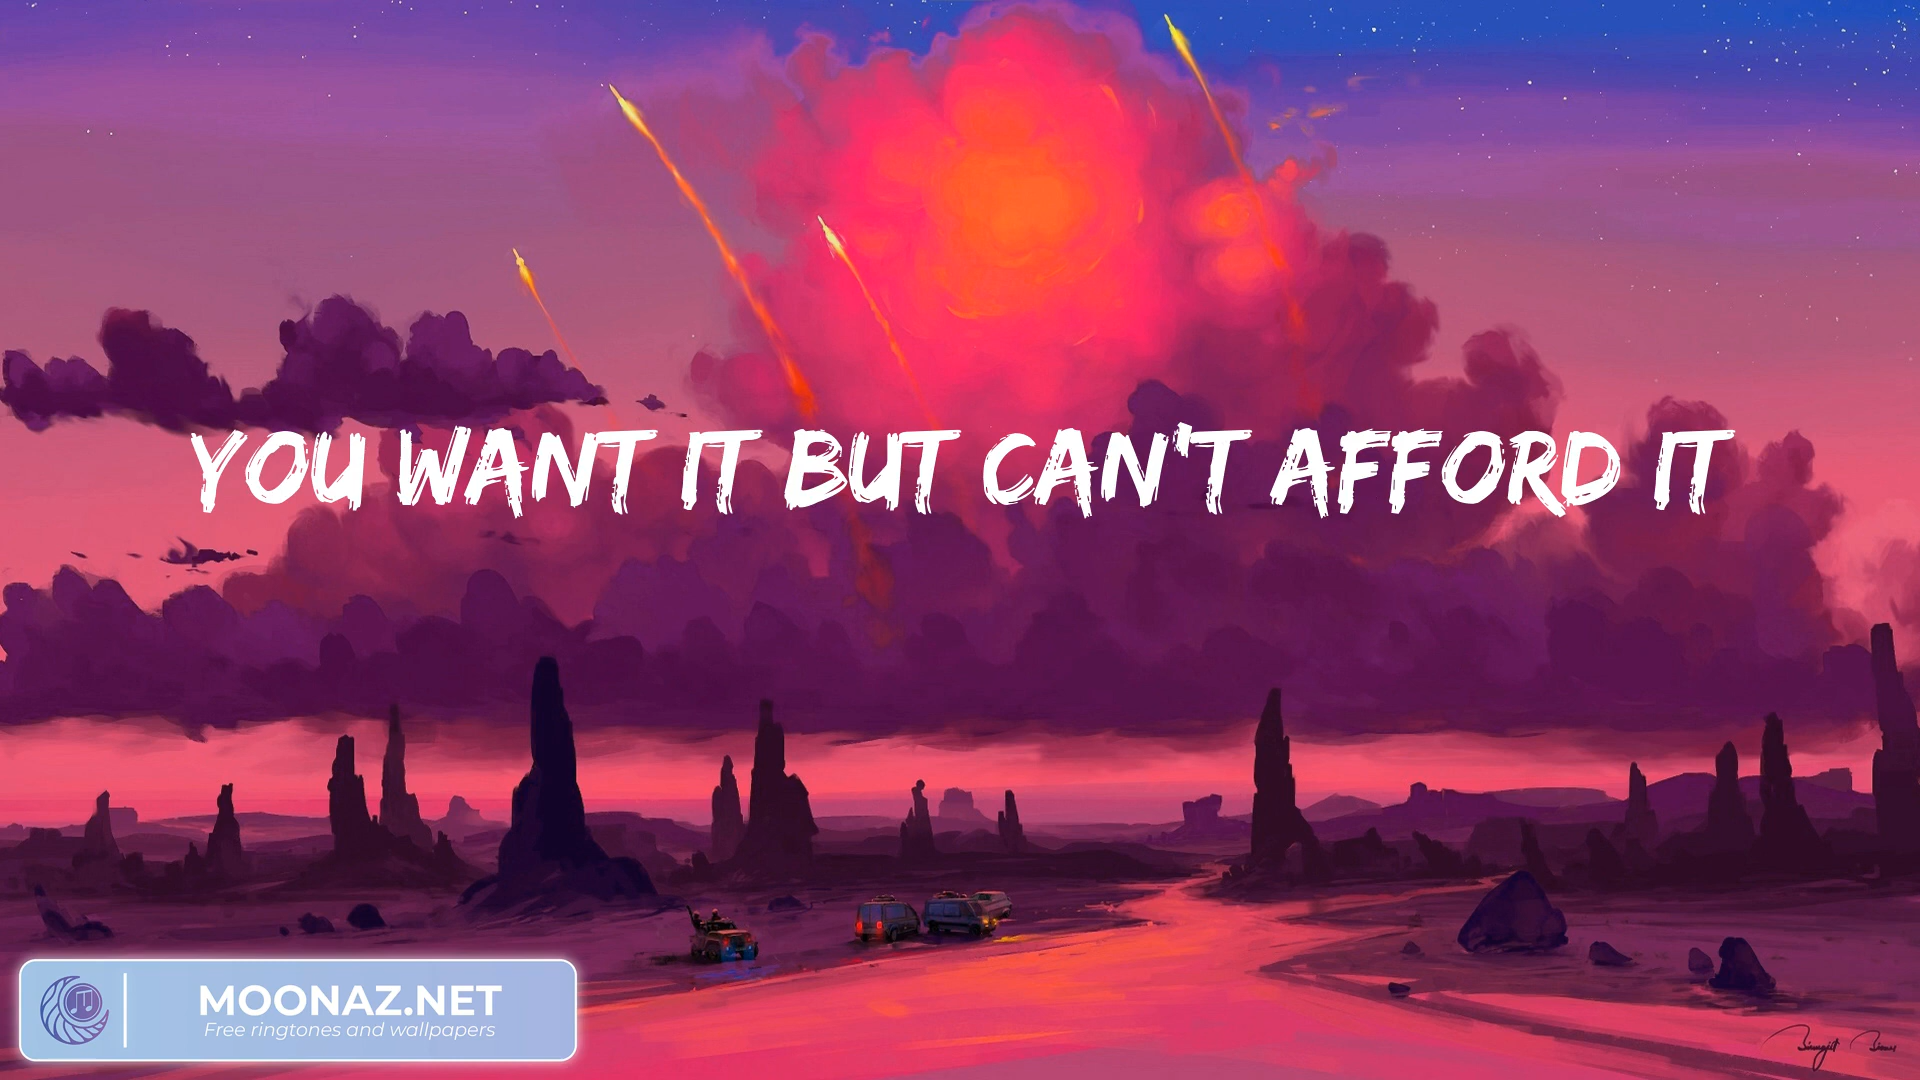 YOU WANT IT BUT CAN'T AFFORD IT
MOONAZ.NET
Free ringtones and wallpapers